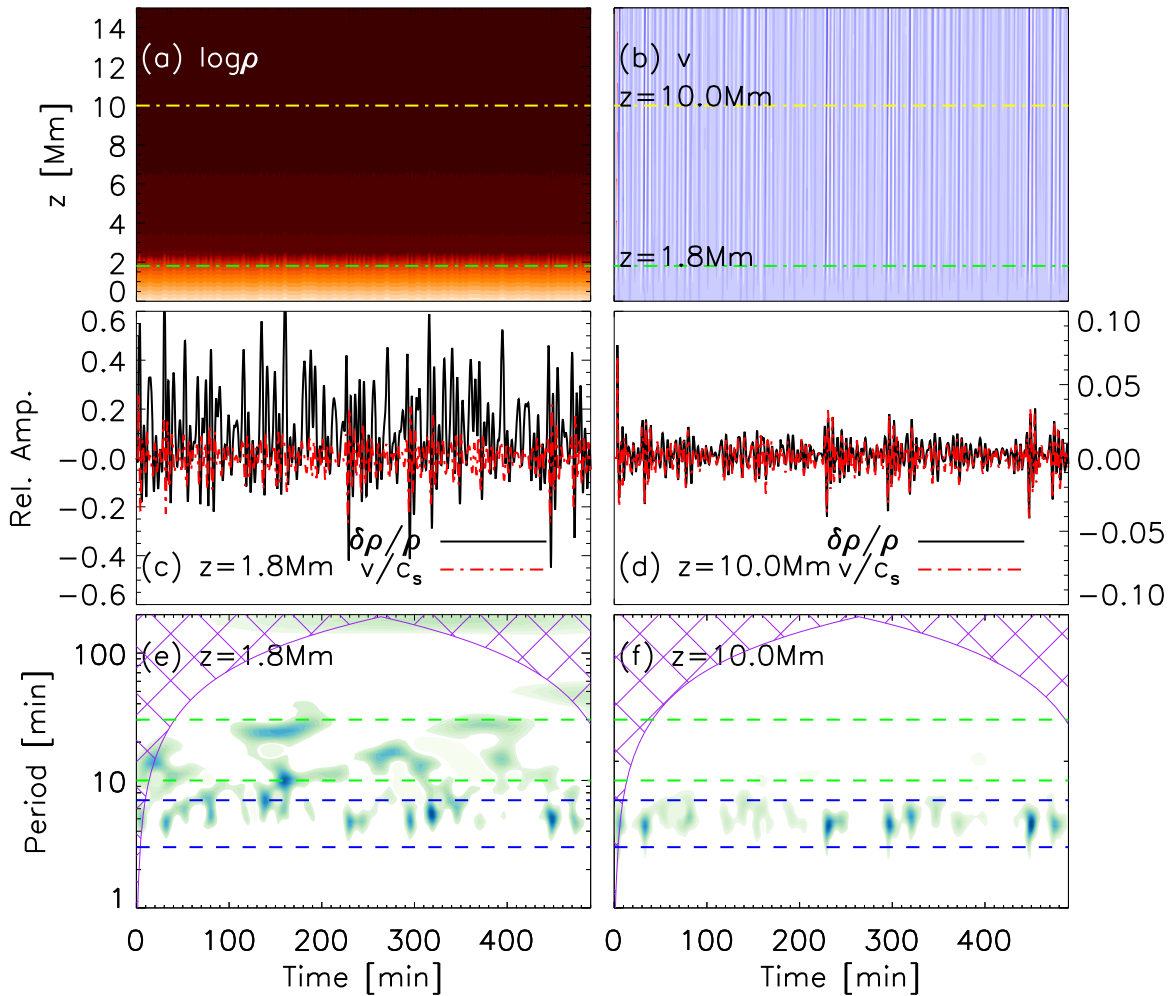 14
12
10
8
6
4
2
0
z [Mm]
(a) logρ
(b) v
z=10.0Mm
z=1.8Mm
0.6
0.4
0.2
−0.0
−0.2
−0.4
−0.6
Rel. Amp.
δρ/ρ
(c) z=1.8Mm v/cs
δρ/ρ
(d) z=10.0Mm v/cs
0.10
0.05
0.00
−0.05
−0.10
100
10
1
Period [min]
(e) z=1.8Mm
(f) z=10.0Mm
0 100 200 300 400
Time [min]
0 100 200 300 400
Time [min]